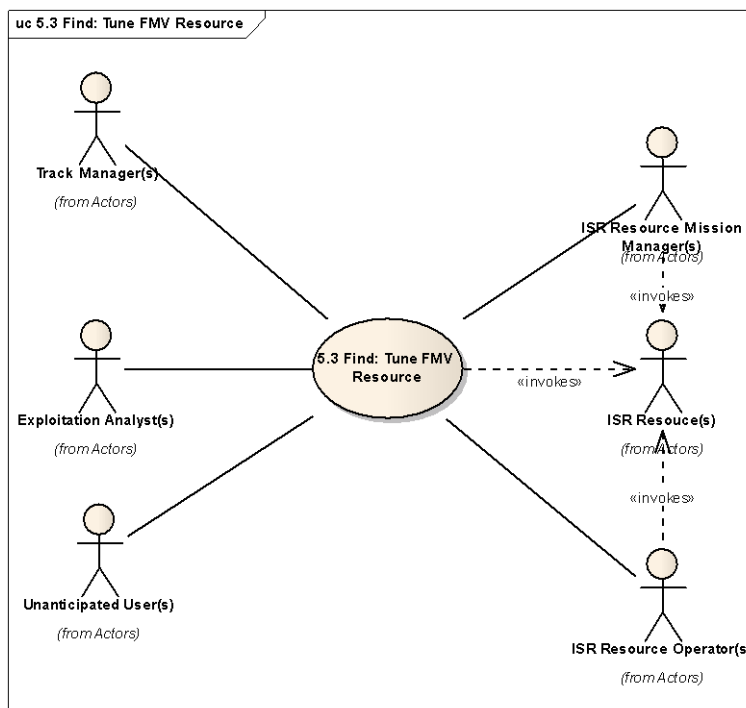 uc 5.3 Find: Tune FMV Resource
Track Manager(s)
(from Actors)
ISR Resource Mission
Manager(s)
(from Actors)
«invokes»
5.3 Find: Tune FMV
Resource
«invokes»
Exploitation Analyst(s)
(from Actors)
ISR Resouce(s)
(from Actors)
«invokes»
Unanticipated User(s)
(from Actors)
ISR Resource Operator(s
(from Actors)